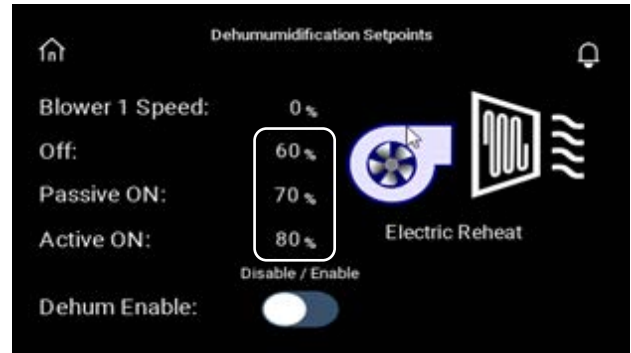 Dehumumidification Setpoints
Blower 1 Speed: 0 %
Off: 60 %
Passive ON: 70 %
Active ON: 80 %
Electric Reheat
Disable / Enable
Dehum Enable: